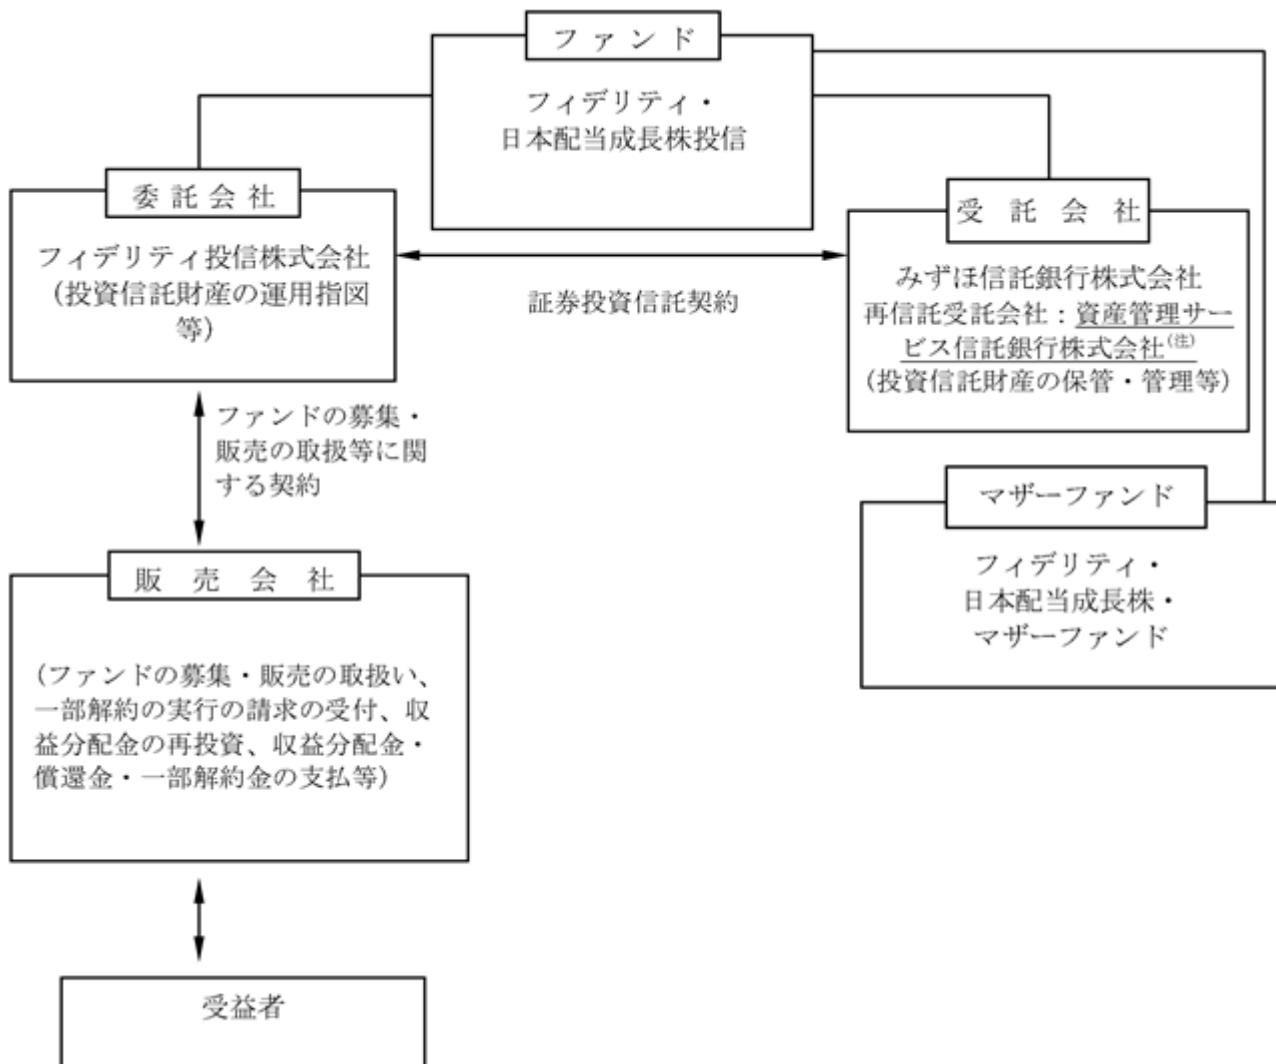 ファンド
フィデリティ・
日本配当成長株投信
委託会社
フィデリティ投信株式会社
(投資信託財産の運用指図
等)
証券投資信託契約
受託会社
みずほ信託銀行株式会社
再信託受託会社:資産管理サー
ビス信託銀行株式会社(注)
(投資信託財産の保管・管理等)
ファンドの募集・
販売の取扱等に関
する契約
マザーファンド
フィデリティ・
日本配当成長株・
マザーファンド
販売会社
(ファンドの募集・販売の取扱い、
一部解約の実行の請求の受付、収
益分配金の再投資、収益分配金・
償還金・一部解約金の支払等)
受益者